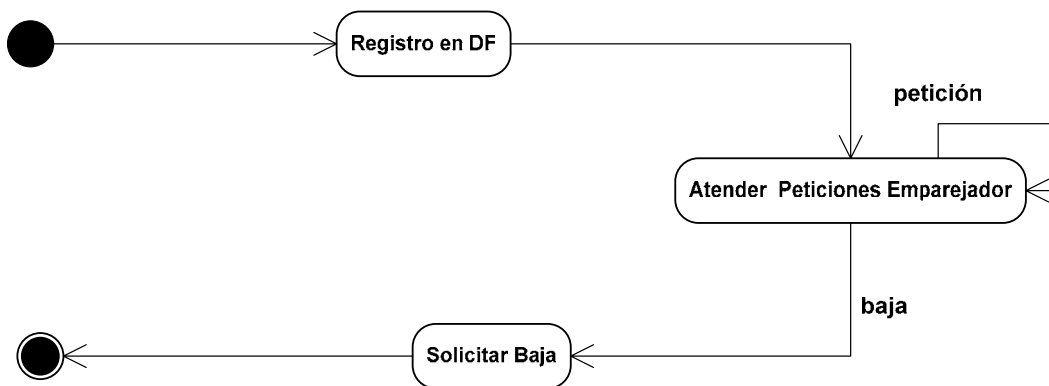 Registro en DF
petición
Atender Peticiones Emparejador
baja
Solicitar Baja